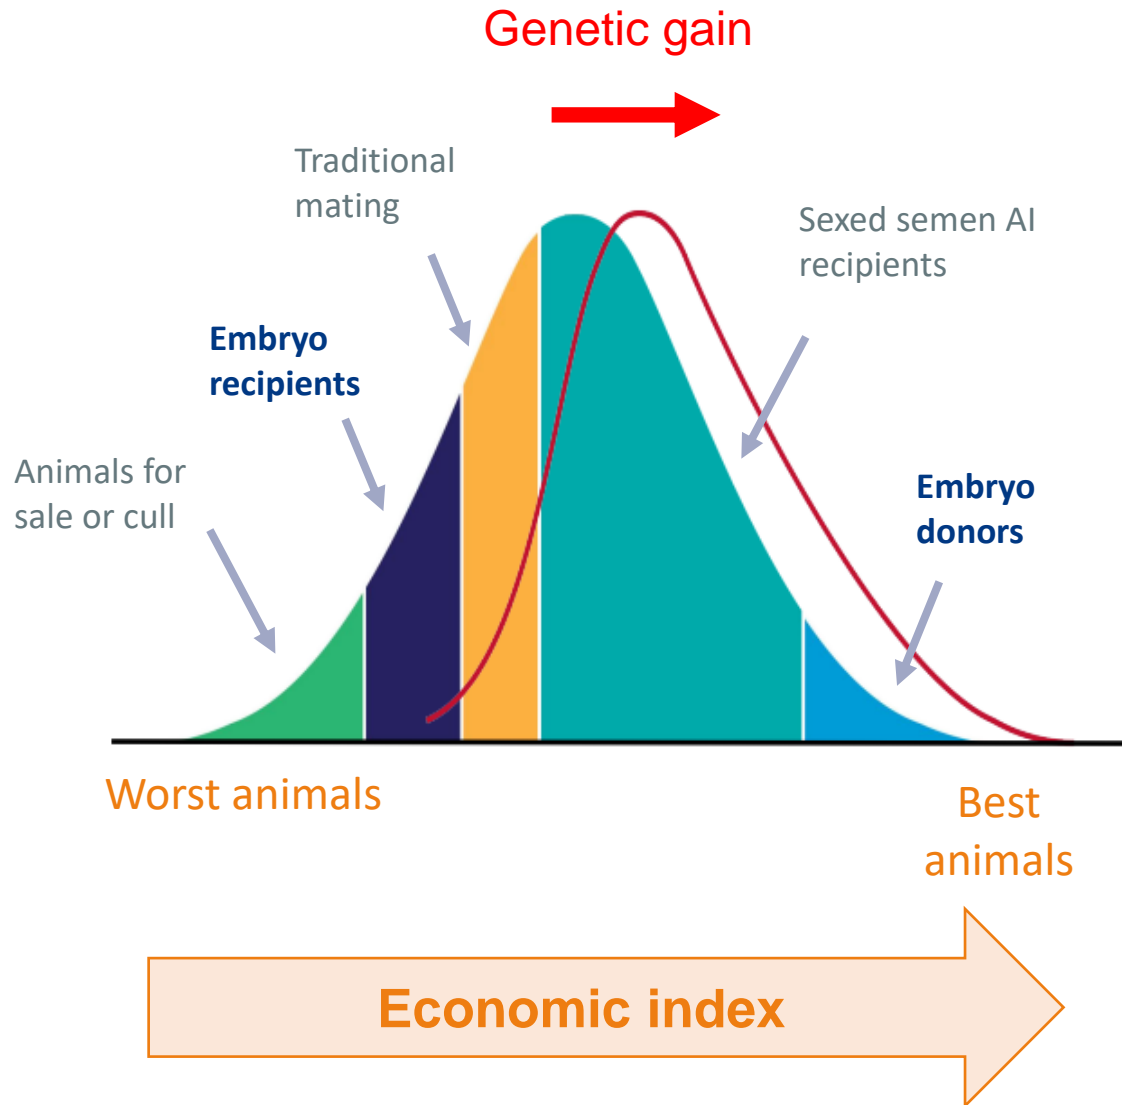 Genetic gain
Traditional
mating
Sexed semen AI
recipients
Embryo
recipients
Animals for
sale or cull
Embryo
donors
Worst animals
Best
animals
Economic index